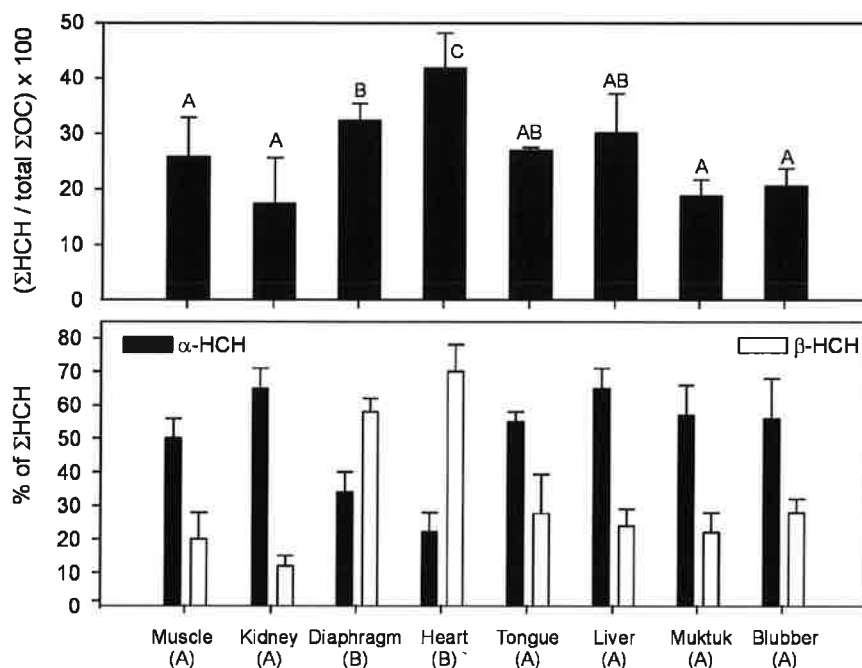 (ΣHCH / total ΣOC) x 100
50
40
30
20
10
0
A
A
B
C
AB
AB
A
A
% of ΣHCH
80
70
60
50
40
30
20
10
0
α-HCH
β-HCH
Muscle Kidney Diaphragm Heart Tongue Liver Muktuk Blubber
(A) (A) (B) (B) (A) (A) (A) (A)